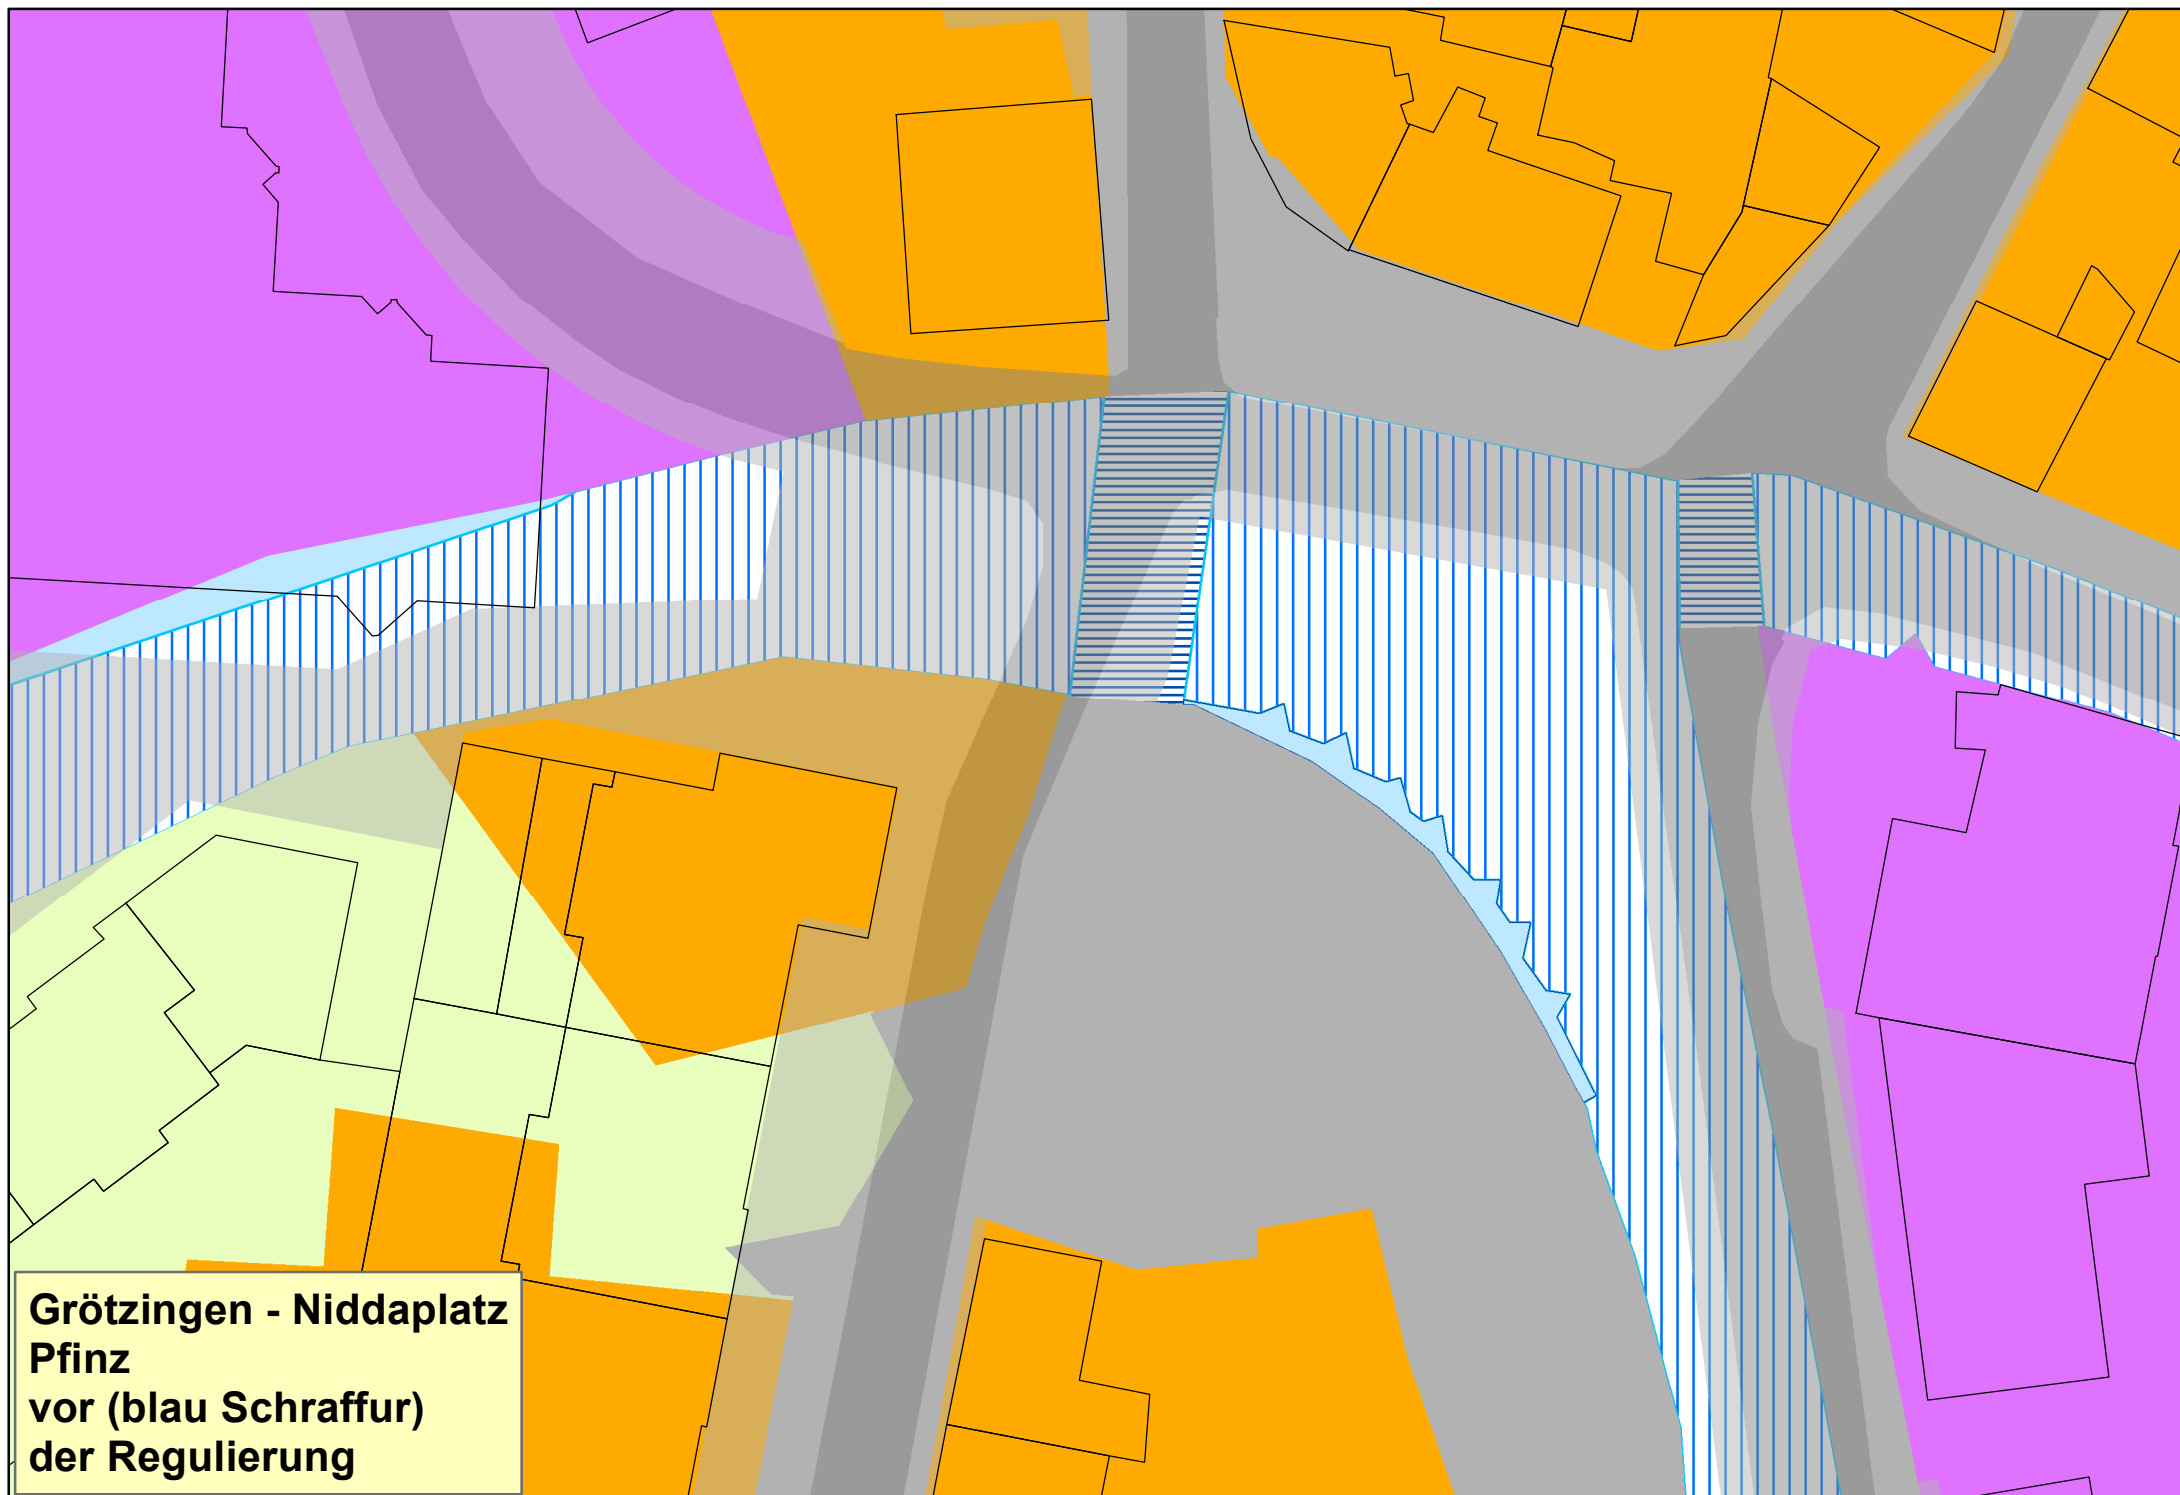 Grötzingen - Niddaplatz
Pfinz
vor (blau Schraffur)
der Regulierung